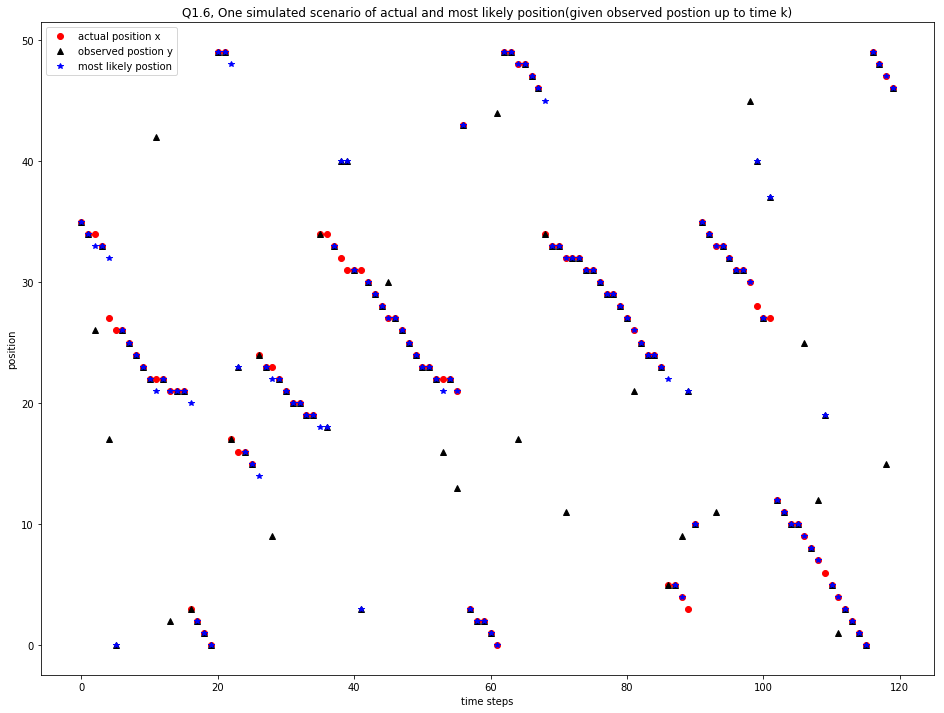 Q1.6, One simulated scenario of actual and most likely position(given observed postion up to time k)
actual position x
observed postion y
most likely postion
50
40
30
20
10
0
position
0 20 40 60 80 100 120
time steps